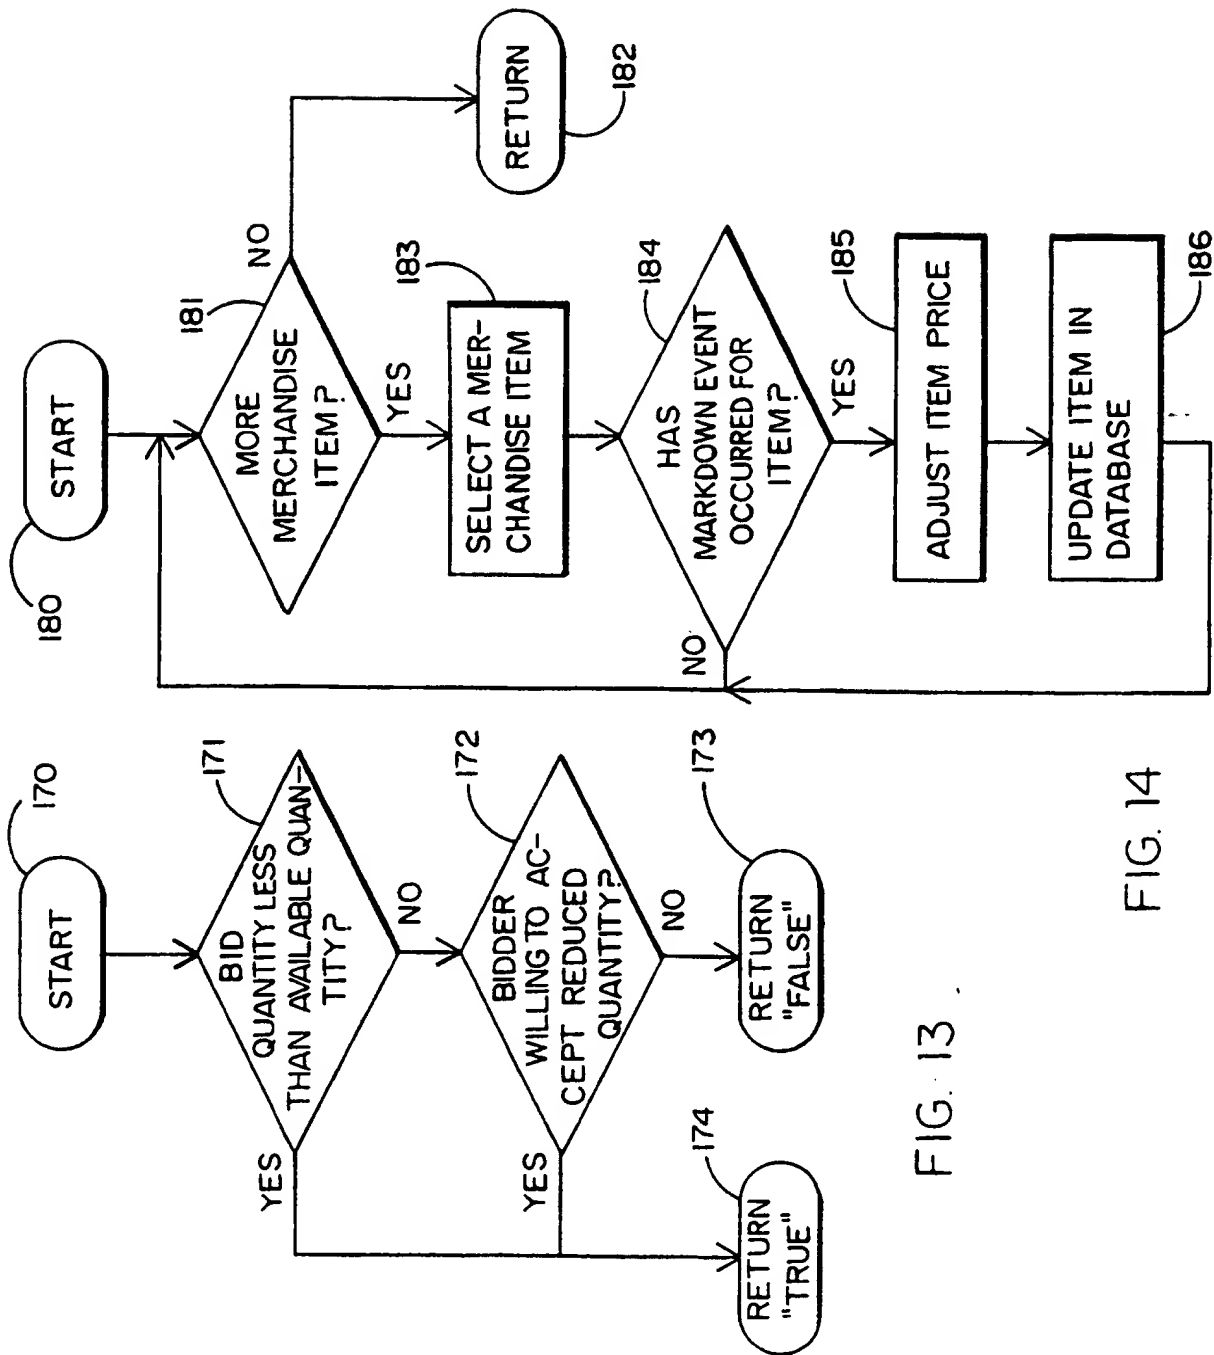 170
START
171
BID
QUANTITY LESS
THAN AVAILABLE QUAN-
TITY?
YES
NO
172
BIDDER
WILLING TO AC-
CEPT REDUCED
QUANTITY?
YES
NO
174
RETURN
"TRUE"
173
RETURN
"FALSE"
FIG. 13
180
START
181
MORE
MERCHANDISE
ITEM?
NO
YES
RETURN
182
183
SELECT A MER-
CHANDISE ITEM
184
HAS
MARKDOWN EVENT
OCCURRED FOR
ITEM?
NO
YES
185
ADJUST ITEM PRICE
UPDATE ITEM IN
DATABASE
186
FIG. 14